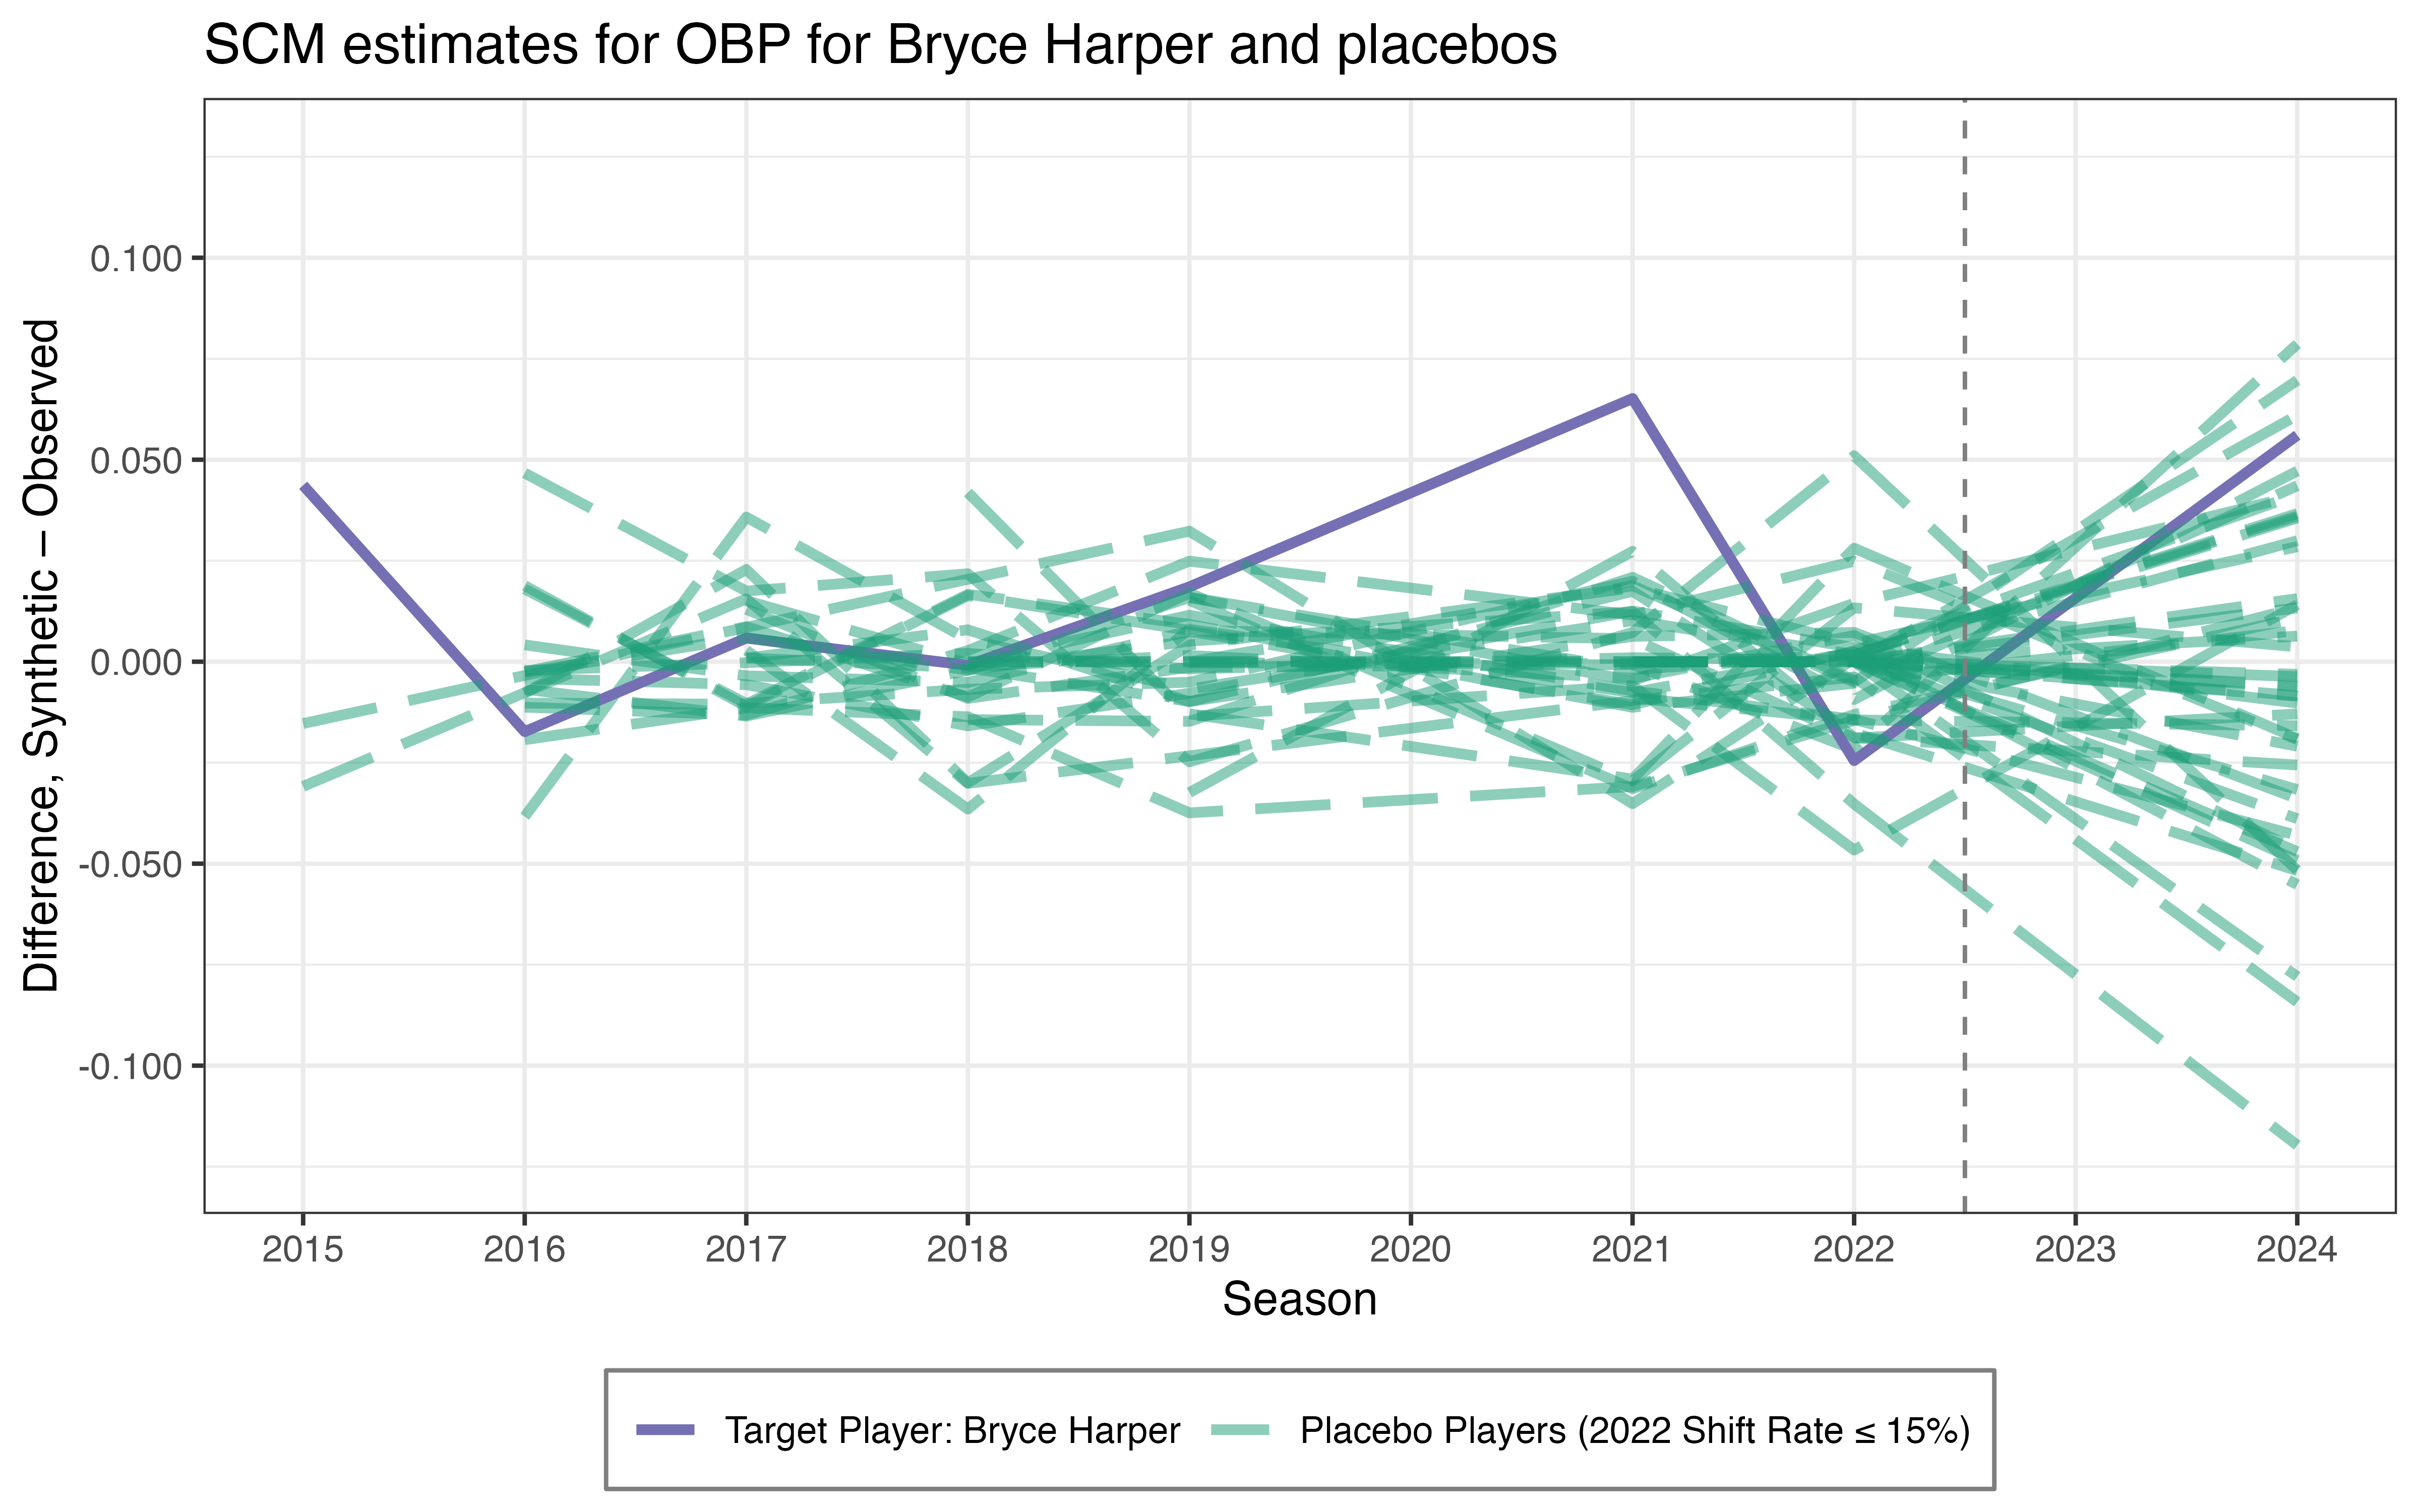 SCM estimates for OBP for Bryce Harper and placebos
Difference, Synthetic – Observed
0.100
0.050
0.000
-0.050
-0.100
2015 2016 2017 2018 2019 2020 2021 2022 2023 2024
Season
Target Player: Bryce Harper Placebo Players (2022 Shift Rate ≤ 15%)